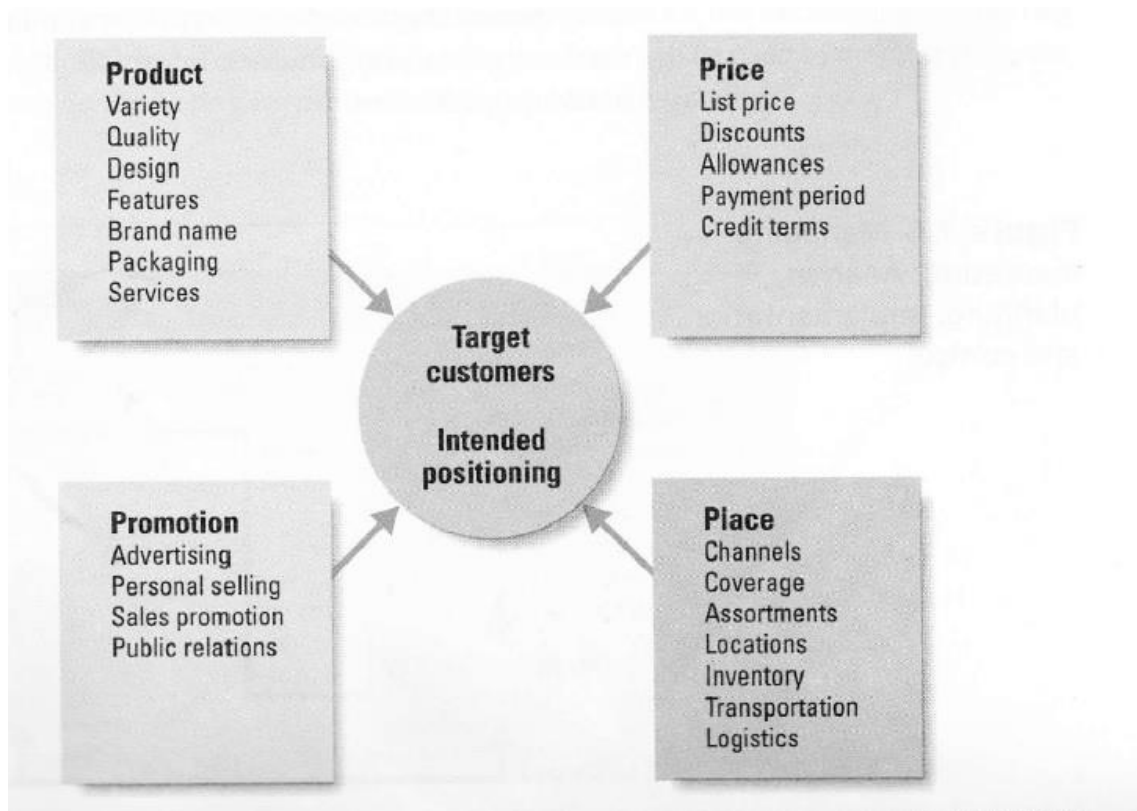 Product
Variety
Quality
Design
Features
Brand name
Packaging
Services
Price
List price
Discounts
Allowances
Payment period
Credit terms
Target
customers
Intended
positioning
Promotion
Advertising
Personal selling
Sales promotion
Public relations
Place
Channels
Coverage
Assortments
Locations
Inventory
Transportation
Logistics